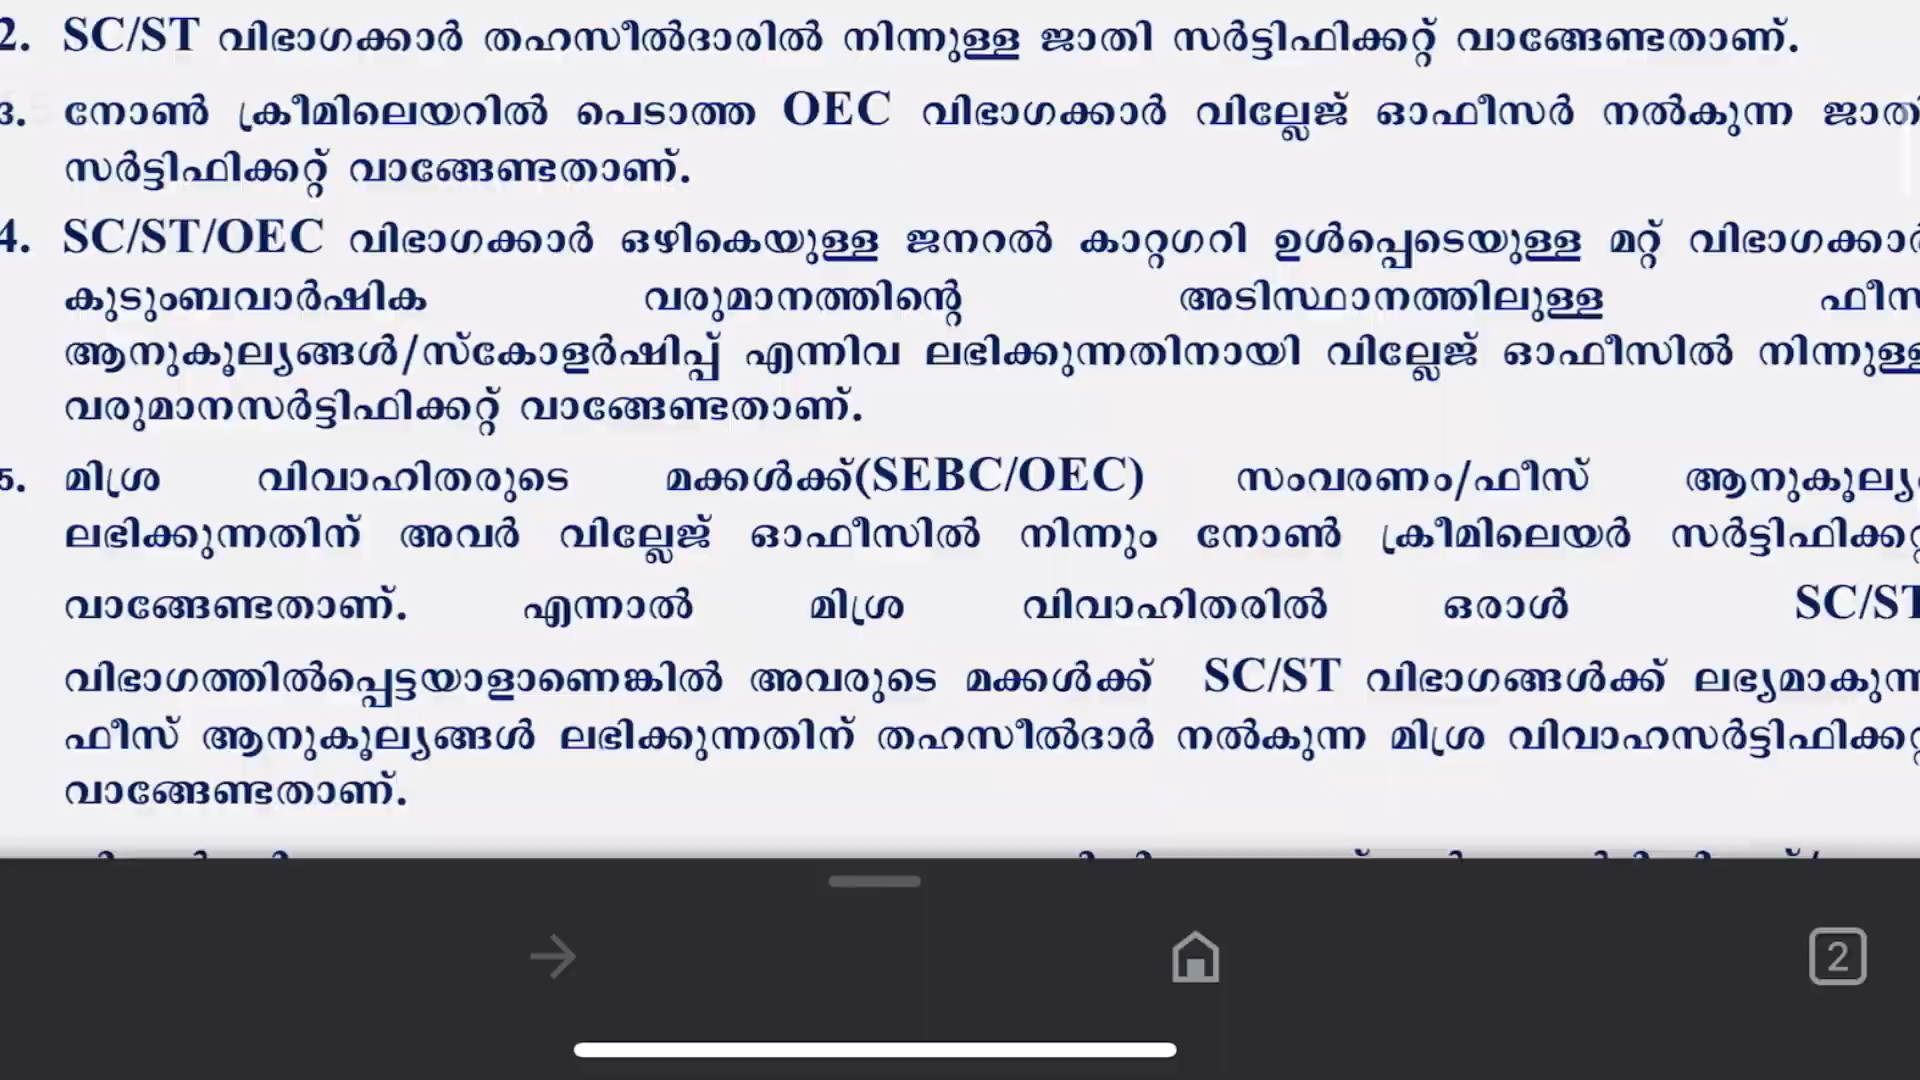 2. SC/ST വിഭാഗക്കാർ തഹസീൽദാരിൽ നിന്നുള്ള ജാതി സർട്ടിഫിക്കറ്റ് വാങ്ങേണ്ടതാണ്.
3. നോൺ ക്രീമിലെയറിൽ പെടാത്ത OEC വിഭാഗക്കാർ വില്ലേജ് ഓഫീസർ നൽകുന്ന ജാതി
സർട്ടിഫിക്കറ്റ് വാങ്ങേണ്ടതാണ്.
4. SC/ST/OEC വിഭാഗക്കാർ ഒഴികെയുള്ള ജനറൽ കാറ്റഗറി ഉൾപ്പെടെയുള്ള മറ്റ് വിഭാഗക്കാർ
കുടുംബവാർഷിക വരുമാനത്തിന്റെ അടിസ്ഥാനത്തിലുള്ള ഫീസ
ആനുകൂല്യങ്ങൾ/സ്കോളർഷിപ്പ് എന്നിവ ലഭിക്കുന്നതിനായി വില്ലേജ് ഓഫീസിൽ നിന്നുള്ള
വരുമാനസർട്ടിഫിക്കറ്റ് വാങ്ങേണ്ടതാണ്.
5. മിശ്ര വിവാഹിതരുടെ മക്കൾക്ക്(SEBC/OEC) സംവരണം/ഫീസ് ആനുകൂല്യം
ലഭിക്കുന്നതിന് അവർ വില്ലേജ് ഓഫീസിൽ നിന്നും നോൺ ക്രീമിലെയർ സർട്ടിഫിക്കറ്റ
വാങ്ങേണ്ടതാണ്. എന്നാൽ മിശ്ര വിവാഹിതരിൽ ഒരാൾ SC/ST
വിഭാഗത്തിൽപ്പെട്ടയാളാണെങ്കിൽ അവരുടെ മക്കൾക്ക് SC/ST വിഭാഗങ്ങൾക്ക് ലഭ്യമാകുന്ന
ഫീസ് ആനുകൂല്യങ്ങൾ ലഭിക്കുന്നതിന് തഹസീൽദാർ നൽകുന്ന മിശ്ര വിവാഹസർട്ടിഫിക്കറ്റ
വാങ്ങേണ്ടതാണ്.
2